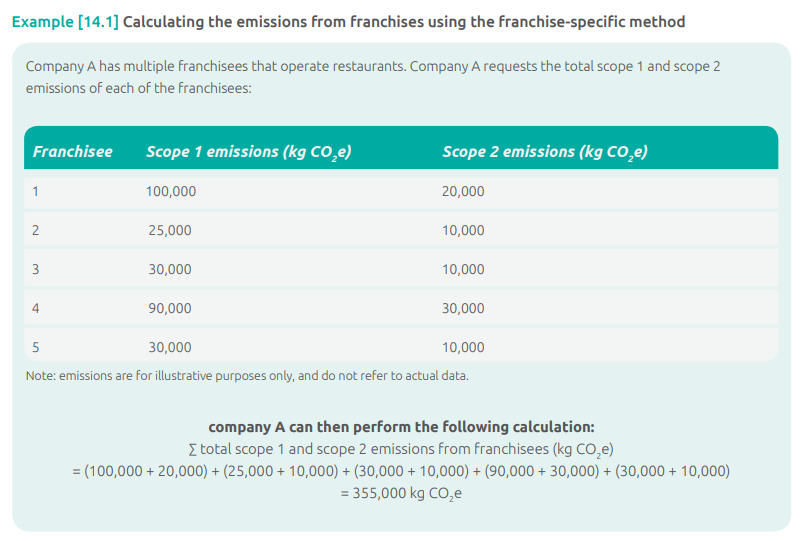 Example [14.1] Calculating the emissions from franchises using the franchise-specific method
Company A has multiple franchisees that operate restaurants. Company A requests the total scope 1 and scope 2
emissions of each of the franchisees:
Franchisee Scope 1 emissions (kg CO₂e) Scope 2 emissions (kg CO₂e)
1 100,000 20,000
2 25,000 10,000
3 30,000 10,000
4 90,000 30,000
5 30,000 10,000
Note: emissions are for illustrative purposes only, and do not refer to actual data.
company A can then perform the following calculation:
∑ total scope 1 and scope 2 emissions from franchisees (kg CO₂e)
= (100,000 + 20,000) + (25,000 + 10,000) + (30,000 + 10,000) + (90,000 + 30,000) + (30,000 + 10,000)
= 355,000 kg CO₂e